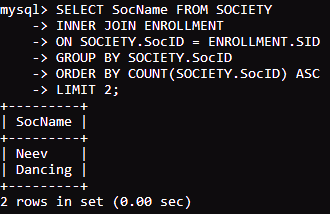 mysql> SELECT SocName FROM SOCIETY
    -> INNER JOIN ENROLLMENT
    -> ON SOCIETY.SocID = ENROLLMENT.SID
    -> GROUP BY SOCIETY.SocID
    -> ORDER BY COUNT(SOCIETY.SocID) ASC
    -> LIMIT 2;
+---------+
| SocName |
+---------+
| Neev    |
| Dancing |
+---------+
2 rows in set (0.00 sec)